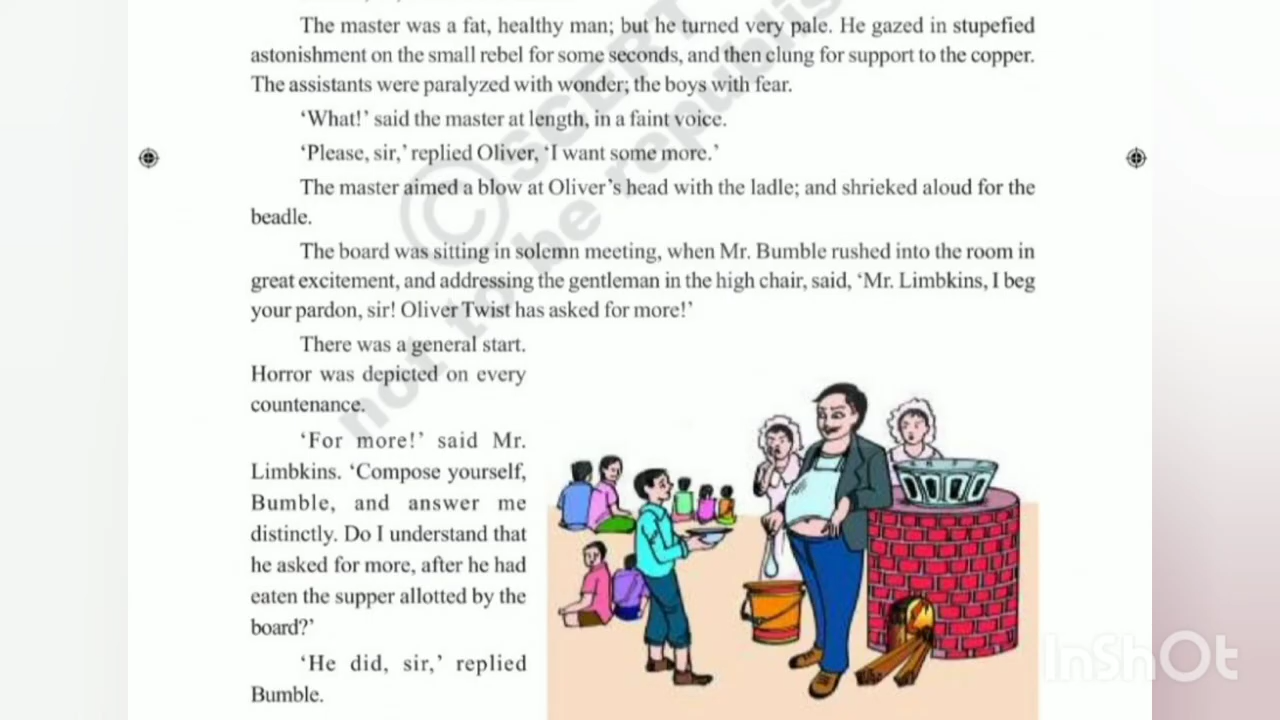 The master was a fat, healthy man; but he turned very pale. He gazed in stupefied
astonishment on the small rebel for some seconds, and then clung for support to the copper.
The assistants were paralyzed with wonder; the boys with fear.
‘What!’ said the master at length, in a faint voice.
‘Please, sir,’ replied Oliver, ‘I want some more.’
The master aimed a blow at Oliver’s head with the ladle; and shrieked aloud for the
beadle.
The board was sitting in solemn meeting, when Mr. Bumble rushed into the room in
great excitement, and addressing the gentleman in the high chair, said, ‘Mr. Limbkins, I beg
your pardon, sir! Oliver Twist has asked for more!’
There was a general start.
Horror was depicted on every
countenance.
‘For more!’ said Mr.
Limbkins. ‘Compose yourself,
Bumble, and answer me
distinctly. Do I understand that
he asked for more, after he had
eaten the supper allotted by the
board?’
‘He did, sir,’ replied
Bumble.
© SCERT
not to be republis
InShOt